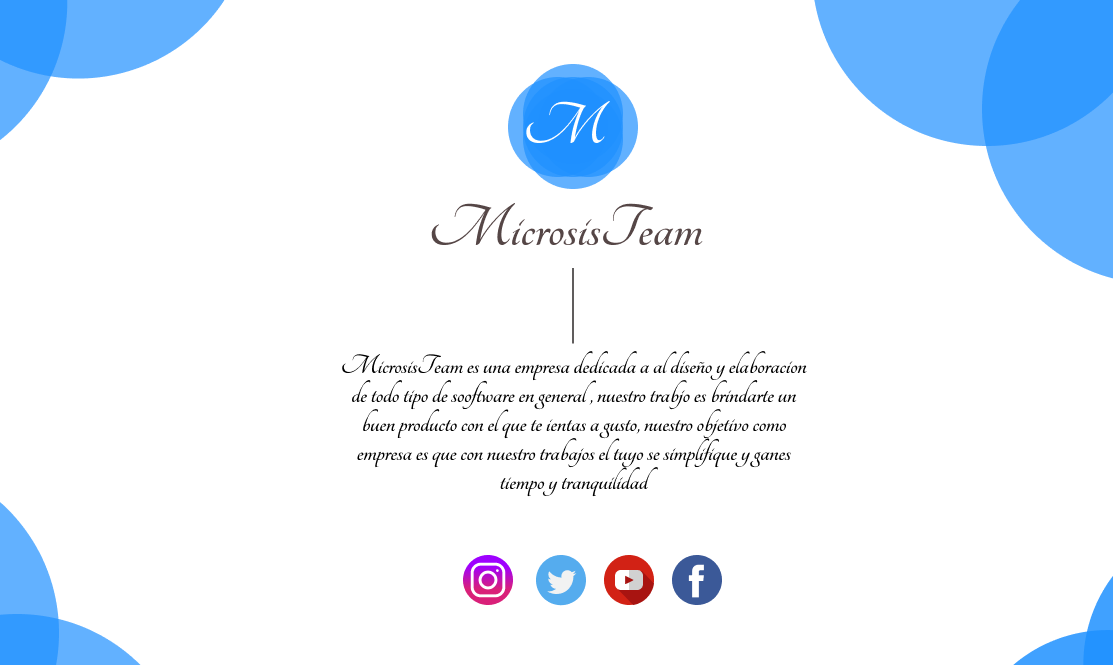 M
MicrosisTeam
MicrosisTeam es una empresa dedicada a al diseño y elaboracion
de todo tipo de sooftware en general , nuestro trabjo es brindarte un
buen producto con el que te ientas a gusto, nuestro objetivo como
empresa es que con nuestro trabajos el tuyo se simplifique y ganes
tiempo y tranquilidad